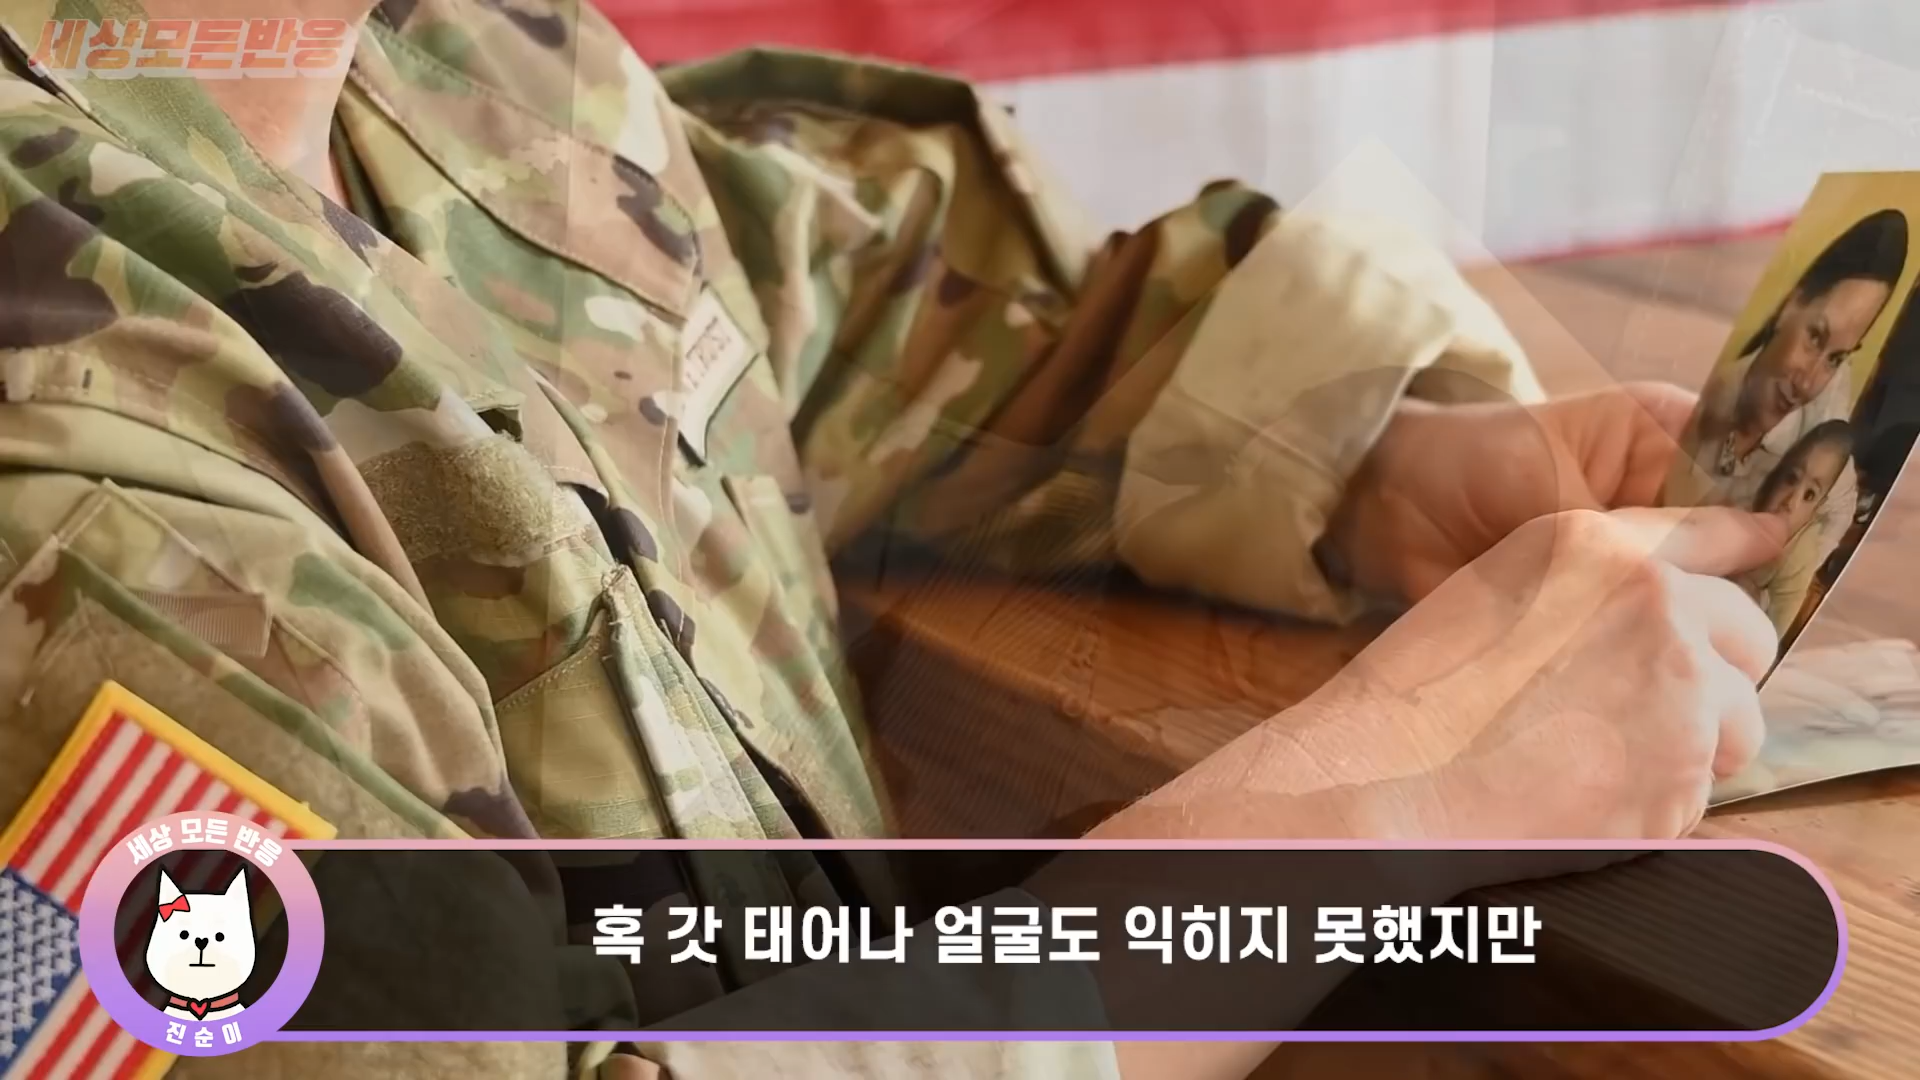 세상모든반응
세상 모든 반응
혹 갓 태어나 얼굴도 익히지 못했지만
진순이